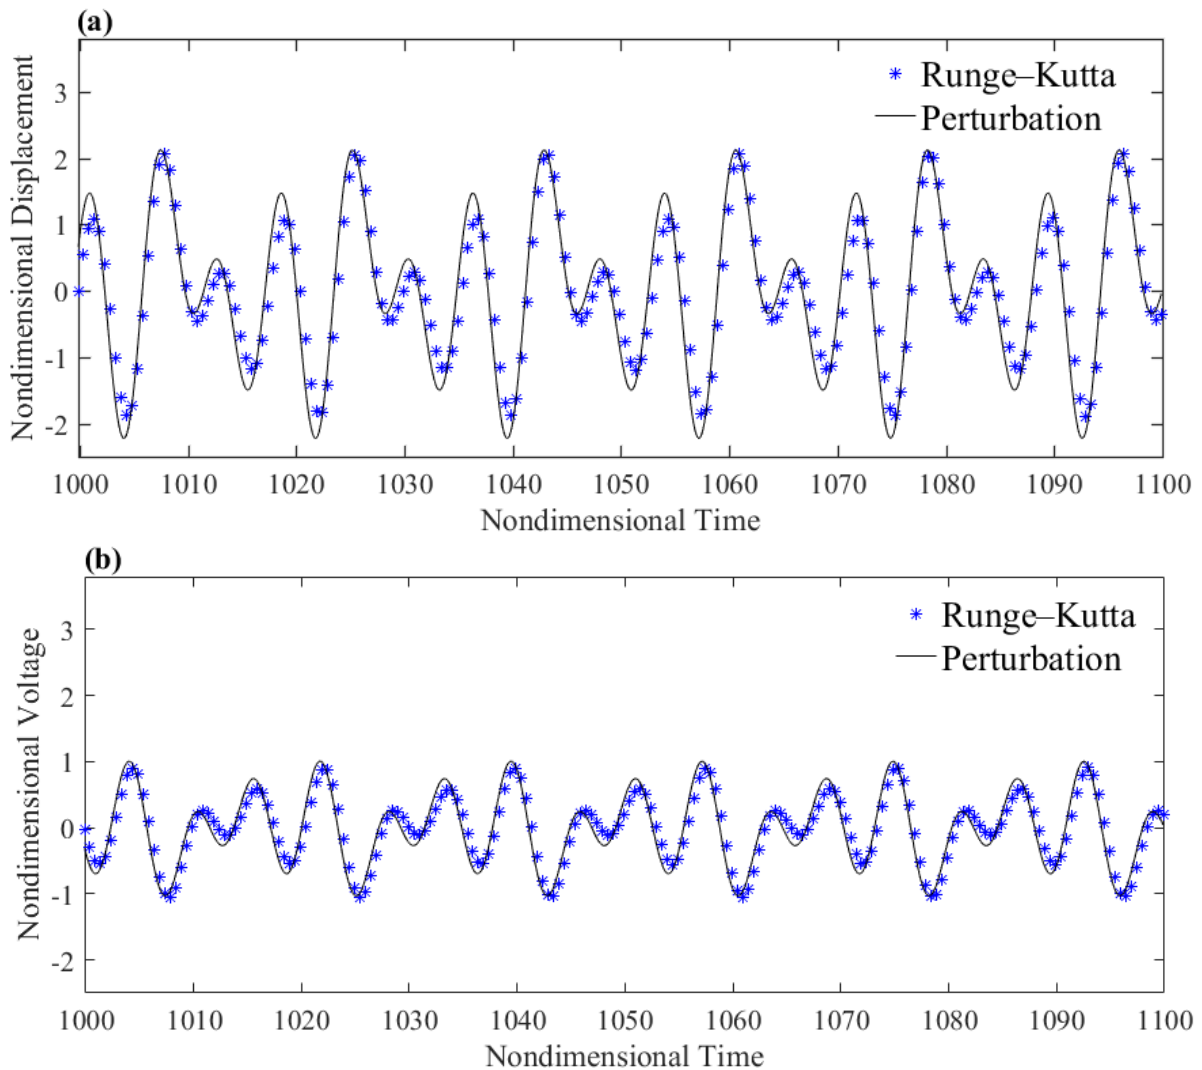 (a)
Nondimensional Displacement
3
2
1
0
-1
-2
Runge–Kutta
Perturbation
1000 1010 1020 1030 1040 1050 1060 1070 1080 1090 1100
Nondimensional Time
(b)
Nondimensional Voltage
3
2
1
0
-1
-2
Runge–Kutta
Perturbation
1000 1010 1020 1030 1040 1050 1060 1070 1080 1090 1100
Nondimensional Time